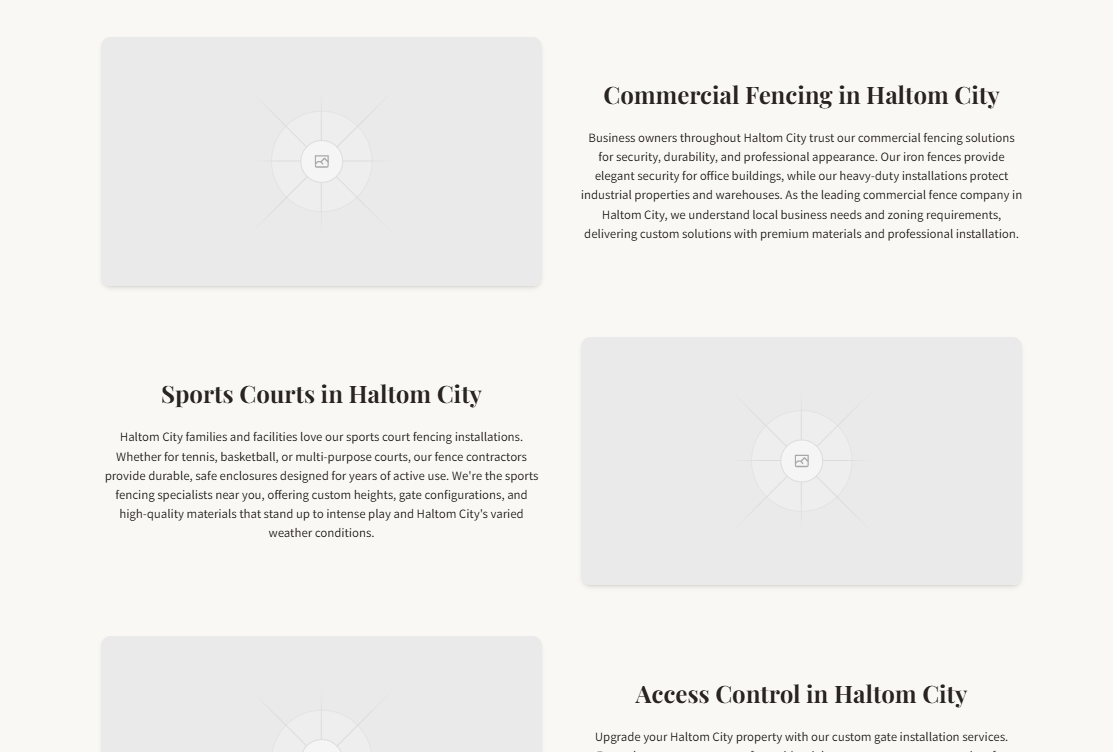 Commercial Fencing in Haltom City
Business owners throughout Haltom City trust our commercial fencing solutions
for security, durability, and professional appearance. Our iron fences provide
elegant security for office buildings, while our heavy-duty installations protect
industrial properties and warehouses. As the leading commercial fence company in
Haltom City, we understand local business needs and zoning requirements,
delivering custom solutions with premium materials and professional installation.
Sports Courts in Haltom City
Haltom City families and facilities love our sports court fencing installations.
Whether for tennis, basketball, or multi-purpose courts, our fence contractors
provide durable, safe enclosures designed for years of active use. We're the sports
fencing specialists near you, offering custom heights, gate configurations, and
high-quality materials that stand up to intense play and Haltom City's varied
weather conditions.
Access Control in Haltom City
Upgrade your Haltom City property with our custom gate installation services.